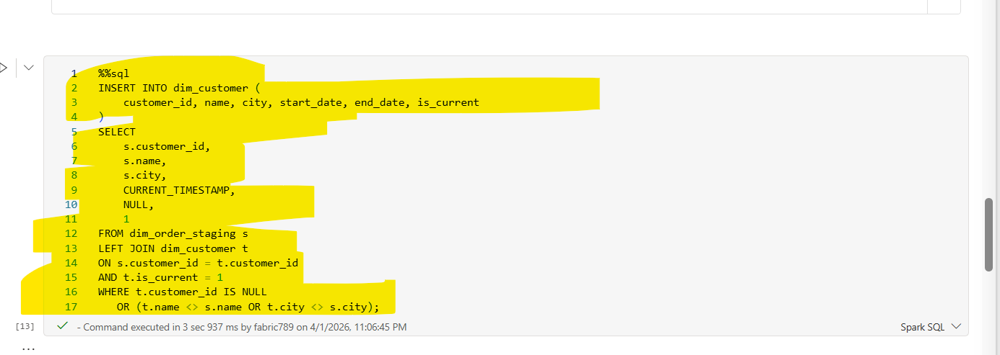 1 %%sql
2 INSERT INTO dim_customer (
3 customer_id, name, city, start_date, end_date, is_current
4 )
5 SELECT
6 s.customer_id,
7 s.name,
8 s.city,
9 CURRENT_TIMESTAMP,
10 NULL,
11 1
12 FROM dim_order_staging s
13 LEFT JOIN dim_customer t
14 ON s.customer_id = t.customer_id
15 AND t.is_current = 1
16 WHERE t.customer_id IS NULL
17 OR (t.name <> s.name OR t.city <> s.city);
[13] - Command executed in 3 sec 937 ms by fabric789 on 4/1/2026, 11:06:45 PM Spark SQL
...